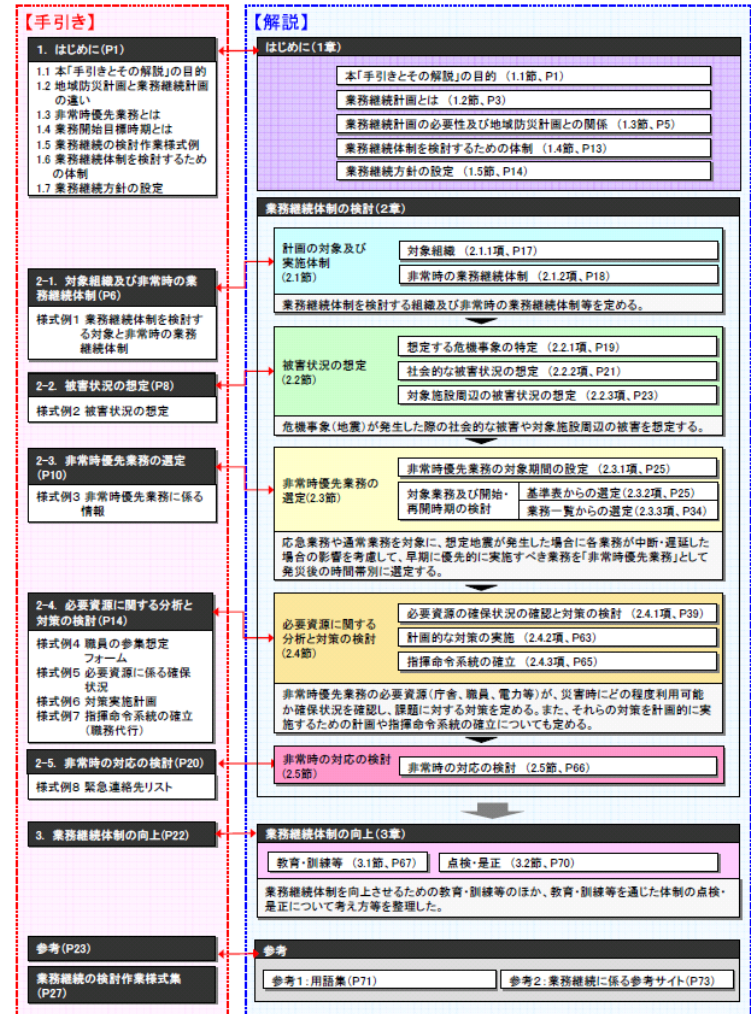 【手引き】
1. はじめに(P1)
1.1 本「手引きとその解説」の目的
1.2 地域防災計画と業務継続計画
の違い
1.3 非常時優先業務とは
1.4 業務開始目標時期とは
1.5 業務継続の検討作業様式例
1.6 業務継続体制を検討するため
の体制
1.7 業務継続方針の設定
2-1. 対象組織及び非常時の業
務継続体制(P6)
様式例1 業務継続体制を検討す
る対象と非常時の業務
継続体制
2-2. 被害状況の想定(P8)
様式例2 被害状況の想定
2-3. 非常時優先業務の選定
(P10)
様式例3 非常時優先業務に係る
情報
2-4. 必要資源に関する分析と
対策の検討(P14)
様式例4 職員の参集想定
フォーム
様式例5 必要資源に係る確保
状況
様式例6 対策実施計画
様式例7 指揮命令系統の確立
(職務代行)
2-5. 非常時の対応の検討(P20)
様式例8 緊急連絡先リスト
3. 業務継続体制の向上(P22)
参考(P23)
業務継続の検討作業様式集
(P27)
【解説】
はじめに(1章)
本「手引きとその解説」の目的 (1.1節、P1)
業務継続計画とは (1.2節、P3)
業務継続計画の必要性及び地域防災計画との関係 (1.3節、P5)
業務継続体制を検討するための体制 (1.4節、P13)
業務継続方針の設定 (1.5節、P14)
業務継続体制の検討(2章)
計画の対象及び
実施体制
(2.1節)
対象組織 (2.1.1項、P17)
非常時の業務継続体制 (2.1.2項、P18)
業務継続体制を検討する組織及び非常時の業務継続体制等を定める。
被害状況の想定
(2.2節)
想定する危機事象の特定 (2.2.1項、P19)
社会的な被害状況の想定 (2.2.2項、P21)
対象施設周辺の被害状況の想定 (2.2.3項、P23)
危機事象(地震)が発生した際の社会的な被害や対象施設周辺の被害を想定する。
非常時優先業務の
選定(2.3節)
非常時優先業務の対象期間の設定 (2.3.1項、P25)
対象業務及び開始・
再開時期の検討
基準表からの選定(2.3.2項、P25)
業務一覧からの選定(2.3.3項、P34)
応急業務や通常業務を対象に、想定地震が発生した場合に各業務が中断・遅延した
場合の影響を考慮して、早期に優先的に実施すべき業務を「非常時優先業務」として
発災後の時間帯別に選定する。
必要資源に関する
分析と対策の検討
(2.4節)
必要資源の確保状況の確認と対策の検討 (2.4.1項、P39)
計画的な対策の実施 (2.4.2項、P63)
指揮命令系統の確立 (2.4.3項、P65)
非常時優先業務の必要資源(庁舎、職員、電力等)が、災害時にどの程度利用可能
か確保状況を確認し、課題に対する対策を定める。また、それらの対策を計画的に実
施するための計画や指揮命令系統の確立についても定める。
非常時の対応の検討
(2.5節)
非常時の対応の検討 (2.5節、P66)
業務継続体制の向上(3章)
教育・訓練等 (3.1節、P67)
点検・是正 (3.2節、P70)
業務継続体制を向上させるための教育・訓練等のほか、教育・訓練等を通じた体制の点検・
是正について考え方等を整理した。
参考
参考1:用語集(P71)
参考2:業務継続に係る参考サイト(P73)